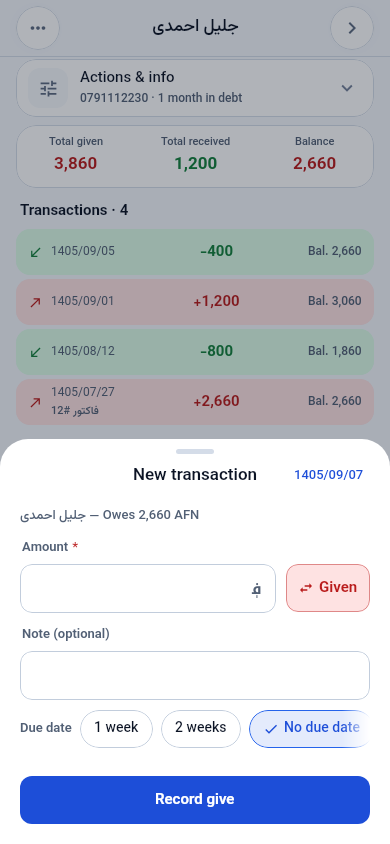 جلیل احمدی
Actions & info
0791112230 · 1 month in debt
Total given
Total received
Balance
3,860
1,200
2,660
Transactions · 4
1405/09/05
-400
Bal. 2,660
1405/09/01
+1,200
Bal. 3,060
1405/08/12
-800
Bal. 1,860
1405/07/27
فاکتور #12
+2,660
Bal. 2,660
New transaction
1405/09/07
جلیل احمدی — Owes 2,660 AFN
Amount *
؋
Given
Note (optional)
Due date
1 week
2 weeks
No due date
Record give